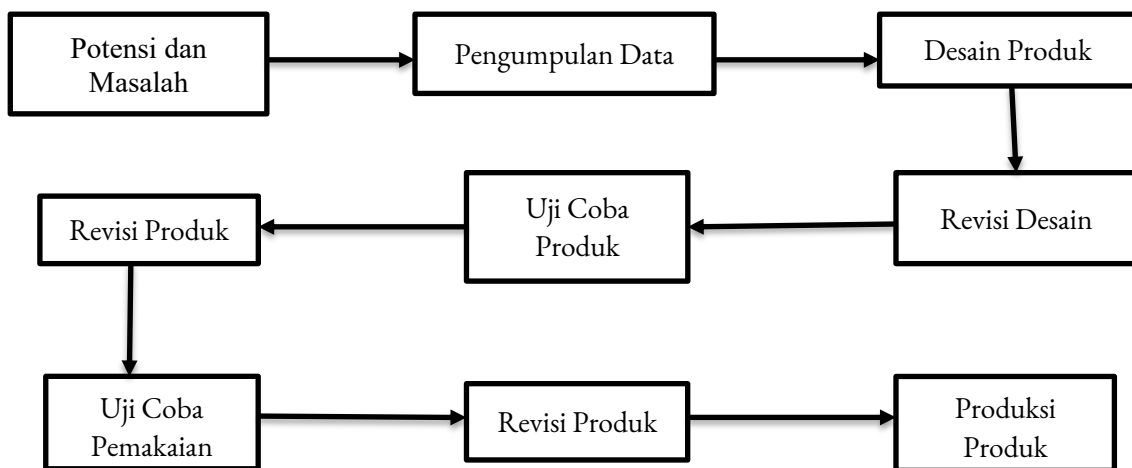 Potensi dan
Masalah
Pengumpulan Data
Desain Produk
Revisi Desain
Uji Coba
Produk
Revisi Produk
Uji Coba
Pemakaian
Revisi Produk
Produksi
Produk